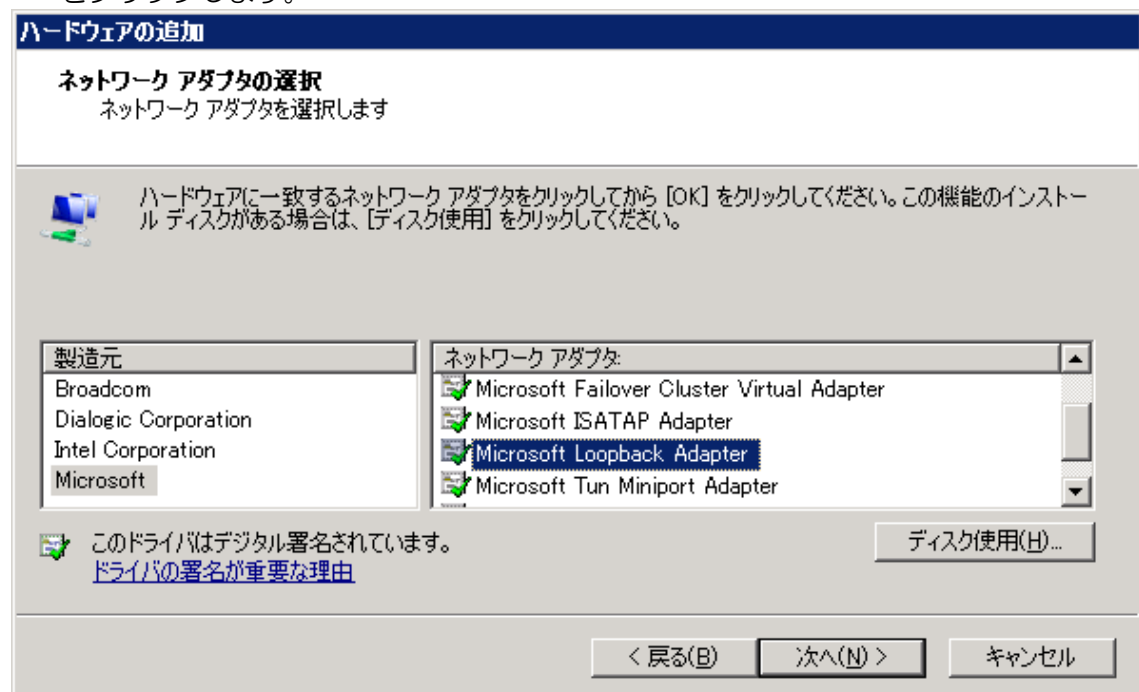 をクリックします。
ハードウェアの追加
ネットワーク アダプタの選択
ネットワーク アダプタを選択します
ハードウェアに一致するネットワーク アダプタをクリックしてから [OK] をクリックしてください。この機能のインストー
ル ディスクがある場合は、[ディスク使用] をクリックしてください。
製造元
Broadcom
Dialogic Corporation
Intel Corporation
Microsoft
ネットワーク アダプタ:
Microsoft Failover Cluster Virtual Adapter
Microsoft ISATAP Adapter
Microsoft Loopback Adapter
Microsoft Tun Miniport Adapter
このドライバはデジタル署名されています。
ドライバの署名が重要な理由
ディスク使用(H)...
< 戻る(B)
次へ(N) >
キャンセル